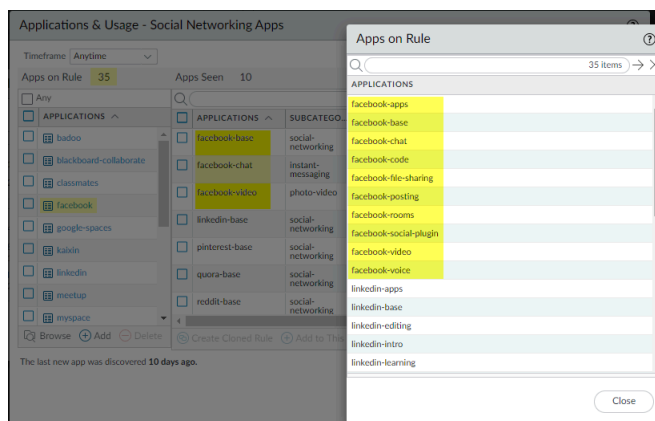 Applications & Usage - Social Networking Apps
Timeframe Anytime
Apps on Rule 35
Apps Seen 10
Any
APPLICATIONS
badoo
blackboard-collaborate
classmates
facebook
google-spaces
kaixin
linkedin
meetup
myspace
Browse Add Delete
APPLICATIONS SUBCATEGO...
facebook-base social-networking
facebook-chat instant-messaging
facebook-video photo-video
linkedin-base social-networking
pinterest-base social-networking
quora-base social-networking
reddit-base social-networking
Create Cloned Rule Add to This
The last new app was discovered 10 days ago.
Apps on Rule
35 items
APPLICATIONS
facebook-apps
facebook-base
facebook-chat
facebook-code
facebook-file-sharing
facebook-posting
facebook-rooms
facebook-social-plugin
facebook-video
facebook-voice
linkedin-apps
linkedin-base
linkedin-editing
linkedin-intro
linkedin-learning
Close